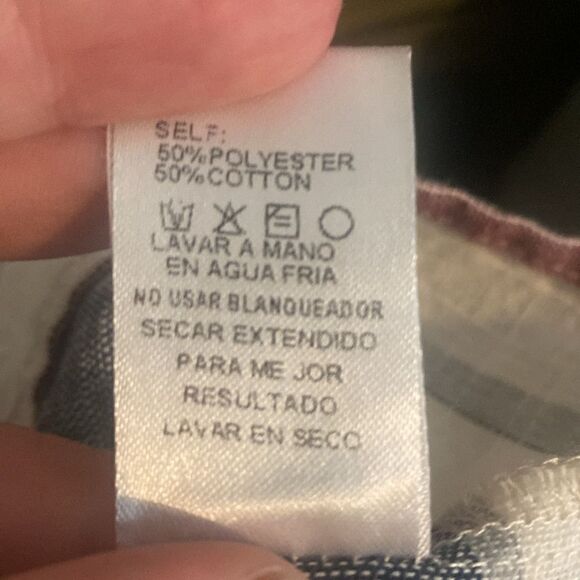 SELF:
50%POLYESTER
50%COTTON
LAVAR A MANO
EN AGUA FRIA
NO USAR BLANQUEADOR
SECAR EXTENDIDO
PARA ME JOR
RESULTADO
LAVAR EN SECO